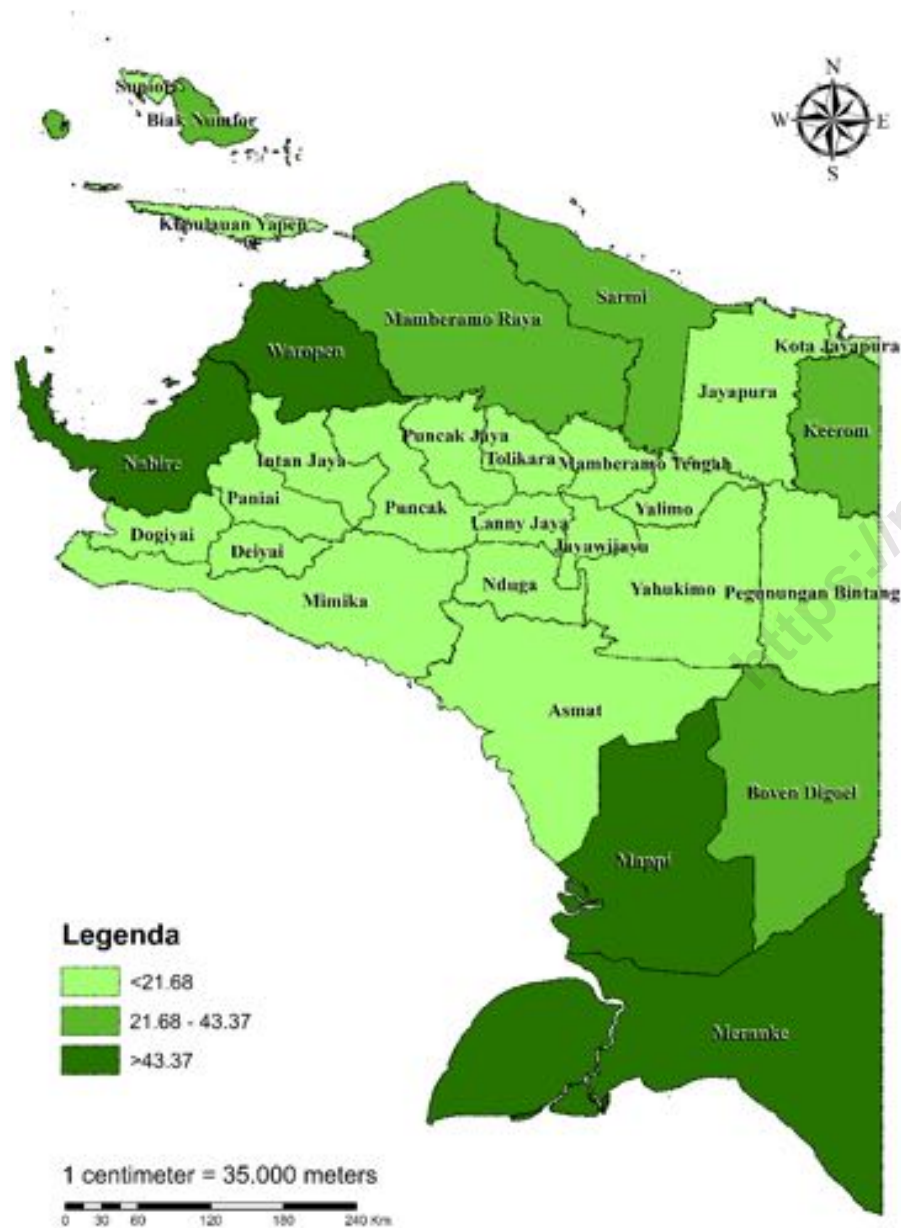 Supiori
Biak Numfor
N
W E
S
Kepulauan Yapen
Sarmi
Mamberamo Raya
Waropen
Kota Jayapura
Jayapura
Keerom
Puncak Jaya
Tolikara
Mamberamo Tengah
Intan Jaya
Nabire
Paniai
Puncak
Yalimo
Lanny Jaya
Dogiyai
Deiyai
Jayawijaya
Nduga
Yahukimo
Pegunungan Bintang
Mimika
https://
Asmat
Boven Digoel
Mappi
Legenda
<21.68
21.68 - 43.37
>43.37
Merauke
1 centimeter = 35.000 meters
0 30 60 120 180 240 Km